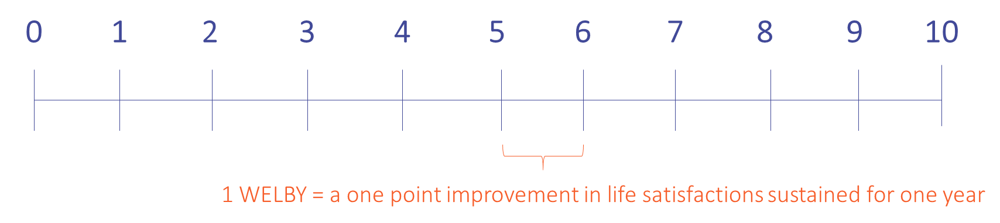 0 1 2 3 4 5 6 7 8 9 10
1 WELBY = a one point improvement in life satisfactions sustained for one year